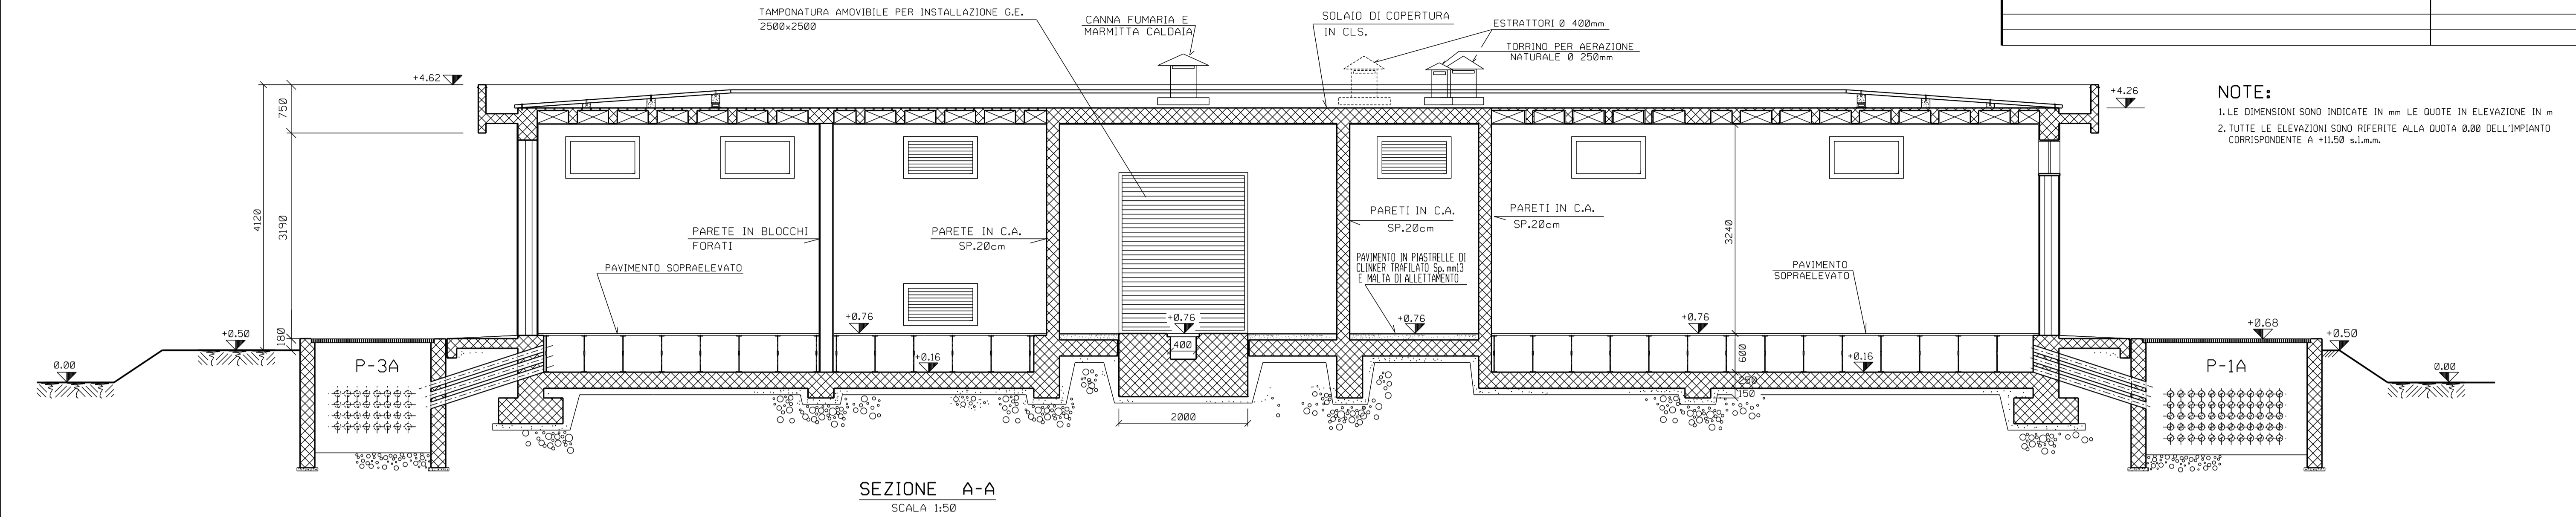 TAMPONATURA AMOVIBILE PER INSTALLAZIONE G.E.
2500x2500
CANNA FUMARIA E
MARMITTA CALDAIA
SOLAIO DI COPERTURA
IN CLS.
ESTRATTORI Ø 400mm
TORRINO PER AERAZIONE
NATURALE Ø 250mm
+4.62
+4.26
NOTE:
1. LE DIMENSIONI SONO INDICATE IN mm LE QUOTE IN ELEVAZIONE IN m
2. TUTTE LE ELEVAZIONI SONO RIFERITE ALLA QUOTA 0.00 DELL'IMPIANTO
CORRISPONDENTE A +11.50 s.l.m.m.
750
4120
3190
180
PARETE IN BLOCCHI
FORATI
PARETE IN C.A.
SP.20cm
PARETI IN C.A.
SP.20cm
PARETI IN C.A.
SP.20cm
3240
PAVIMENTO SOPRAELEVATO
PAVIMENTO IN PIASTRELLE DI
CLINKER TRAFILATO Sp.mm13
E MALTA DI ALLETTAMENTO
PAVIMENTO
SOPRAELEVATO
+0.76
+0.76
+0.76
+0.76
+0.68
+0.50
+0.50
0.00
0.00
P-3A
P-1A
400
600
+0.16
+0.16
250
150
2000
SEZIONE A-A
SCALA 1:50